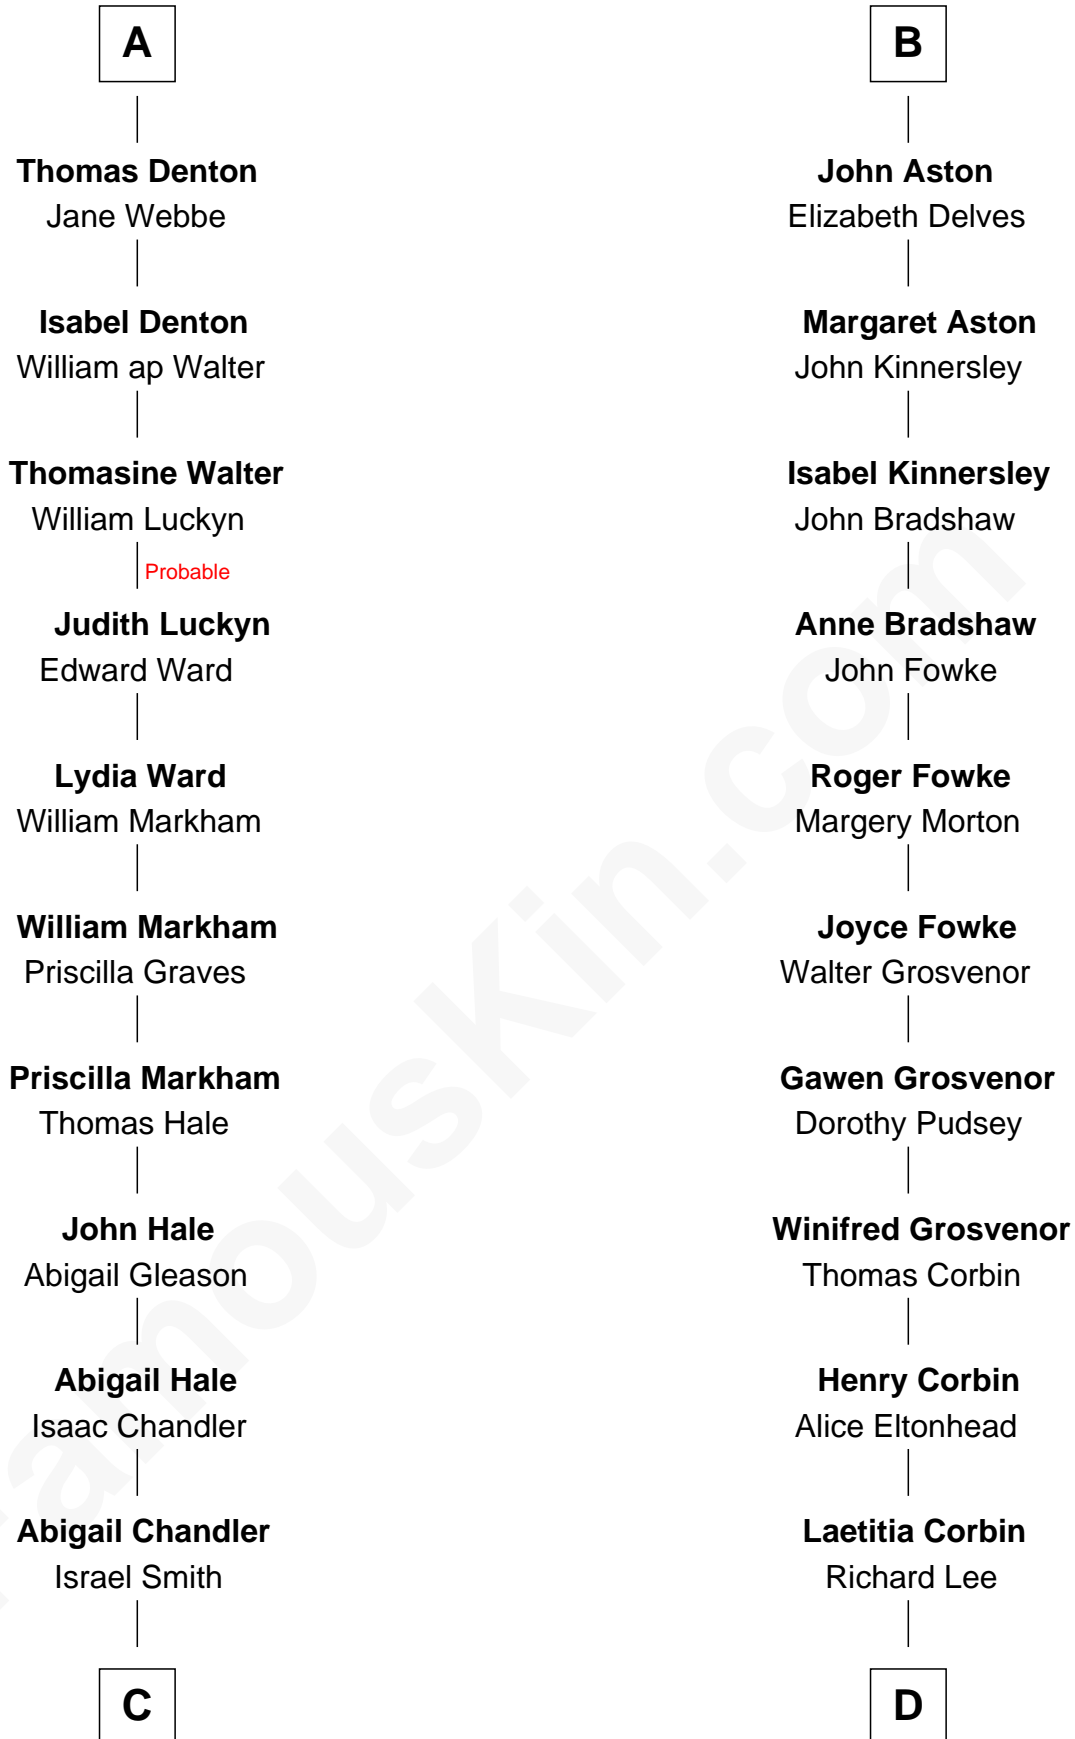 A
Thomas Denton
Jane Webbe
Isabel Denton
William ap Walter
Thomasine Walter
William Luckyn
Probable
Judith Luckyn
Edward Ward
Lydia Ward
William Markham
William Markham
Priscilla Graves
Priscilla Markham
Thomas Hale
John Hale
Abigail Gleason
Abigail Hale
Isaac Chandler
Abigail Chandler
Israel Smith
C
B
John Aston
Elizabeth Delves
Margaret Aston
John Kinnersley
Isabel Kinnersley
John Bradshaw
Anne Bradshaw
John Fowke
Roger Fowke
Margery Morton
Joyce Fowke
Walter Grosvenor
Gawen Grosvenor
Dorothy Pudsey
Winifred Grosvenor
Thomas Corbin
Henry Corbin
Alice Eltonhead
Laetitia Corbin
Richard Lee
D
FamousKin.com